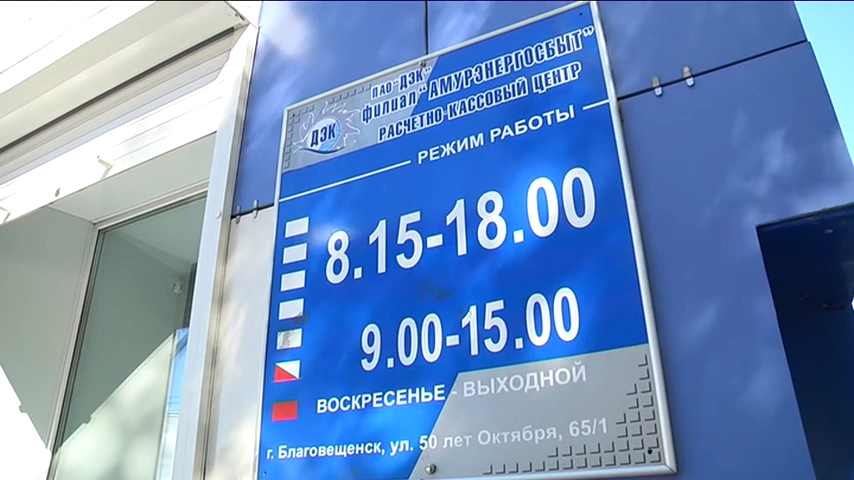 ПАО "ДЭК"
филиал "АМУРЭНЕРГОСБЫТ"
РАСЧЕТНО-КАССОВЫЙ ЦЕНТР
ДЭК
РЕЖИМ РАБОТЫ
8.15-18.00
9.00-15.00
ВОСКРЕСЕНЬЕ - ВЫХОДНОЙ
г. Благовещенск, ул. 50 лет Октября, 65/1